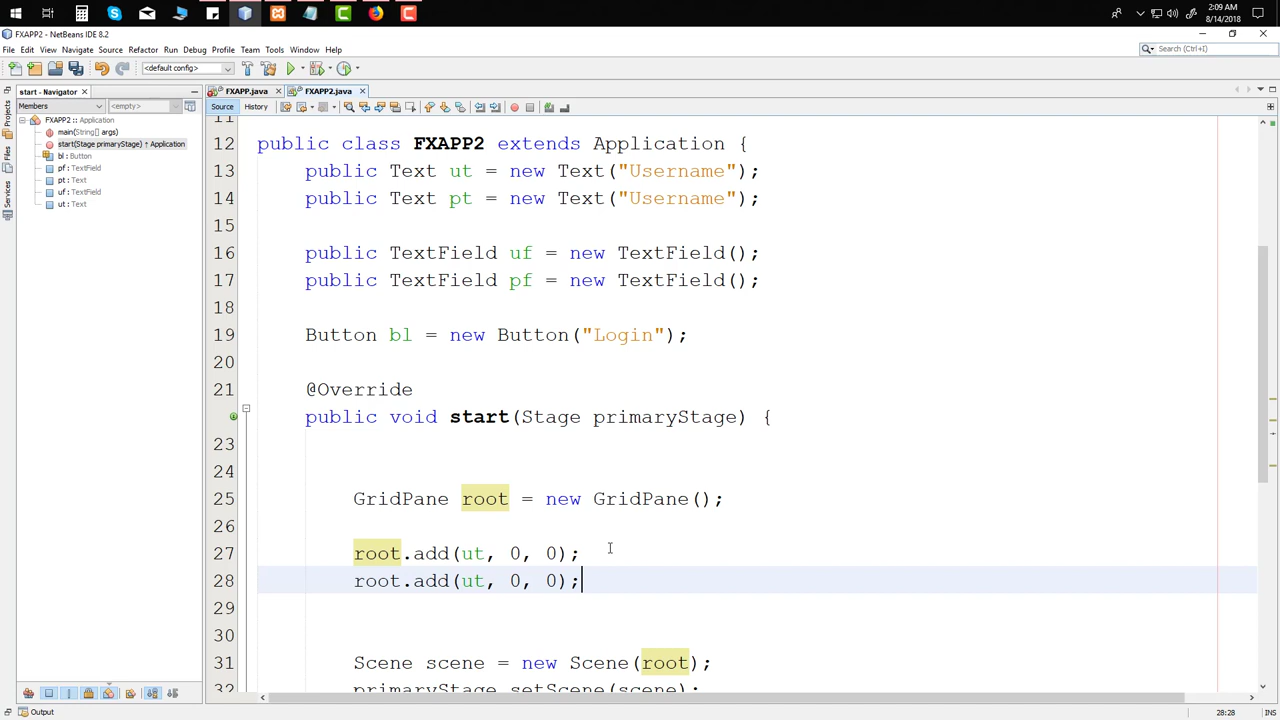 2:09 AM
8/14/2018
FXAPP2 - NetBeans IDE 8.2
File Edit View Navigate Source Refactor Run Debug Profile Team Tools Window Help
Search (Ctrl+I)
<default config>
start - Navigator
FXAPP.java FXAPP2.java
Members <empty>
Source History
FXAPP2 :: Application
main(String[] args)
start(Stage primaryStage) ↑ Application
bl : Button
pf : TextField
pt : Text
uf : TextField
ut : Text
Projects
Files
Services
11
12 public class FXAPP2 extends Application {
13 public Text ut = new Text("Username");
14 public Text pt = new Text("Username");
15
16 public TextField uf = new TextField();
17 public TextField pf = new TextField();
18
19 Button bl = new Button("Login");
20
21 @Override
public void start(Stage primaryStage) {
23
24
25 GridPane root = new GridPane();
26
27 root.add(ut, 0, 0);
28 root.add(ut, 0, 0);
29
30
31 Scene scene = new Scene(root);
32 primaryStage.setScene(scene);
Output
28:28 INS